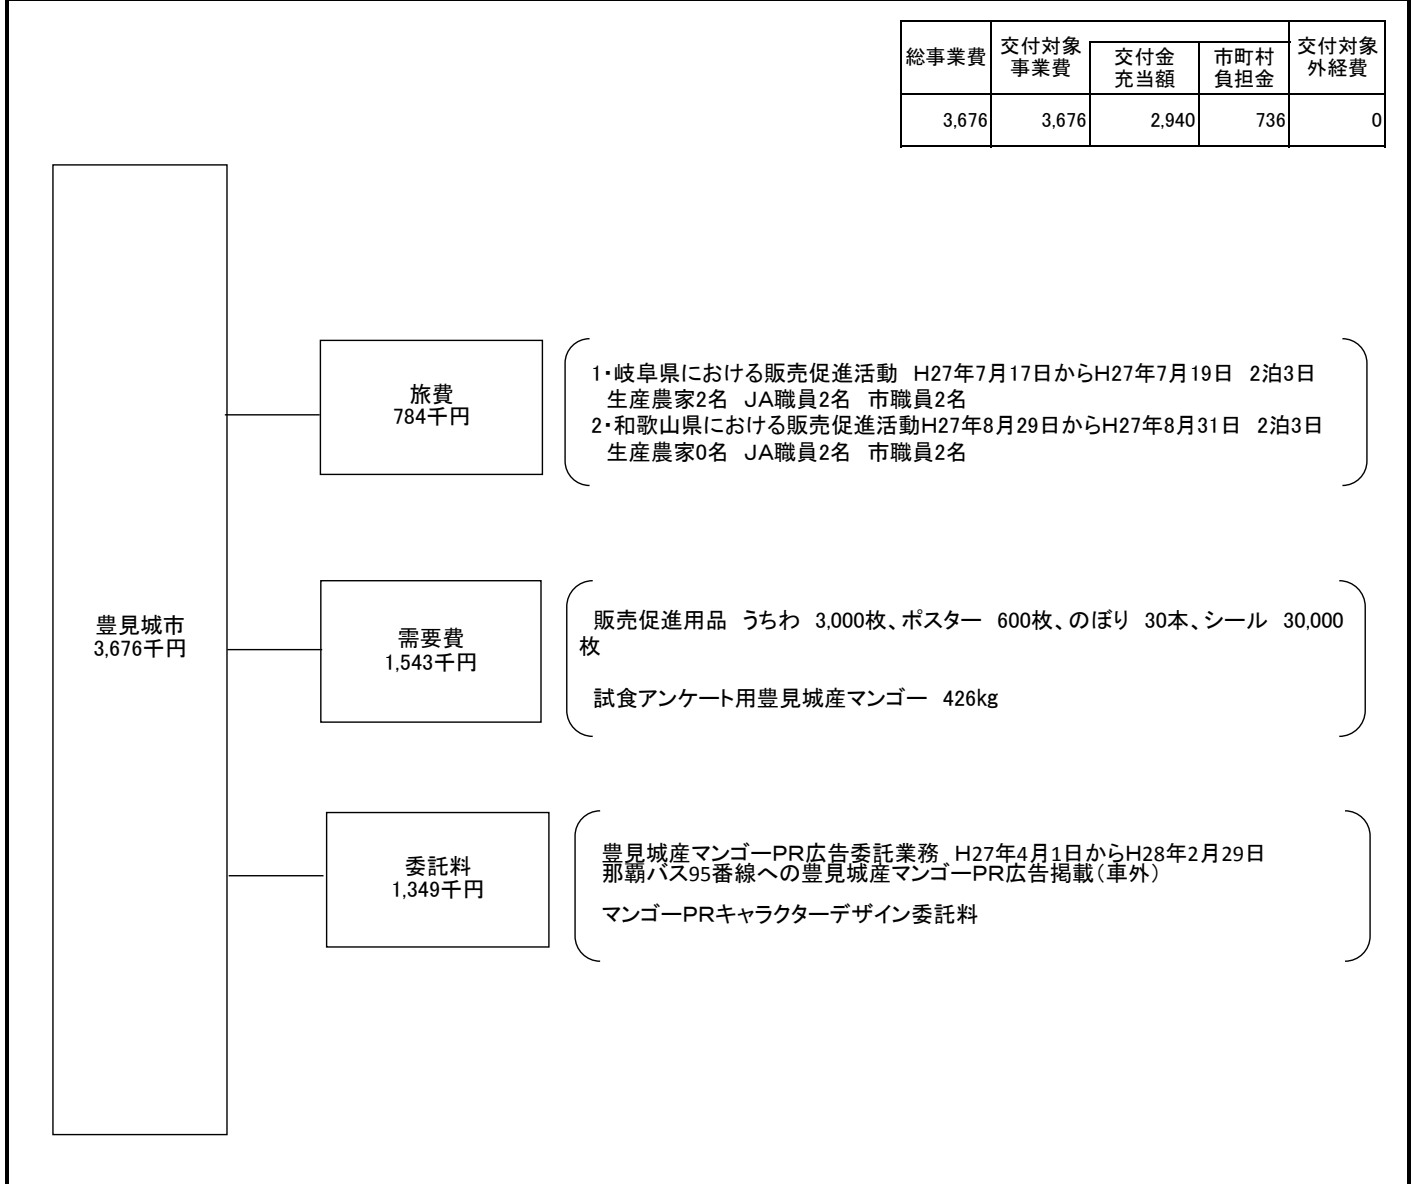 総事業費 交付対象事業費 交付金充当額 市町村負担金 交付対象外経費
3,676 3,676 2,940 736 0
豊見城市
3,676千円
旅費
784千円
1・岐阜県における販売促進活動　H27年7月17日からH27年7月19日　2泊3日
生産農家2名　JA職員2名　市職員2名
2・和歌山県における販売促進活動H27年8月29日からH27年8月31日　2泊3日
生産農家0名　JA職員2名　市職員2名
需要費
1,543千円
販売促進用品　うちわ　3,000枚、ポスター　600枚、のぼり　30本、シール　30,000
枚
試食アンケート用豊見城産マンゴー　426kg
委託料
1,349千円
豊見城産マンゴーPR広告委託業務　H27年4月1日からH28年2月29日
那覇バス95番線への豊見城産マンゴーPR広告掲載（車外）
マンゴーPRキャラクターデザイン委託料